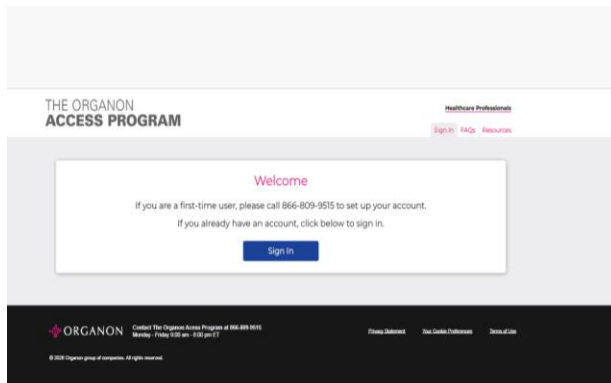 THE ORGANON
ACCESS PROGRAM
Healthcare Professionals
Sign In FAQs Resources
Welcome
If you are a first-time user, please call 866-809-9515 to set up your account.
If you already have an account, click below to sign in.
Sign In
ORGANON
Contact The Organon Access Program at 866-809-9515
Monday - Friday 9:00 am - 8:00 pm ET
Privacy Statement Your Cookie Preferences Terms of Use
Organon group of companies. All rights reserved.